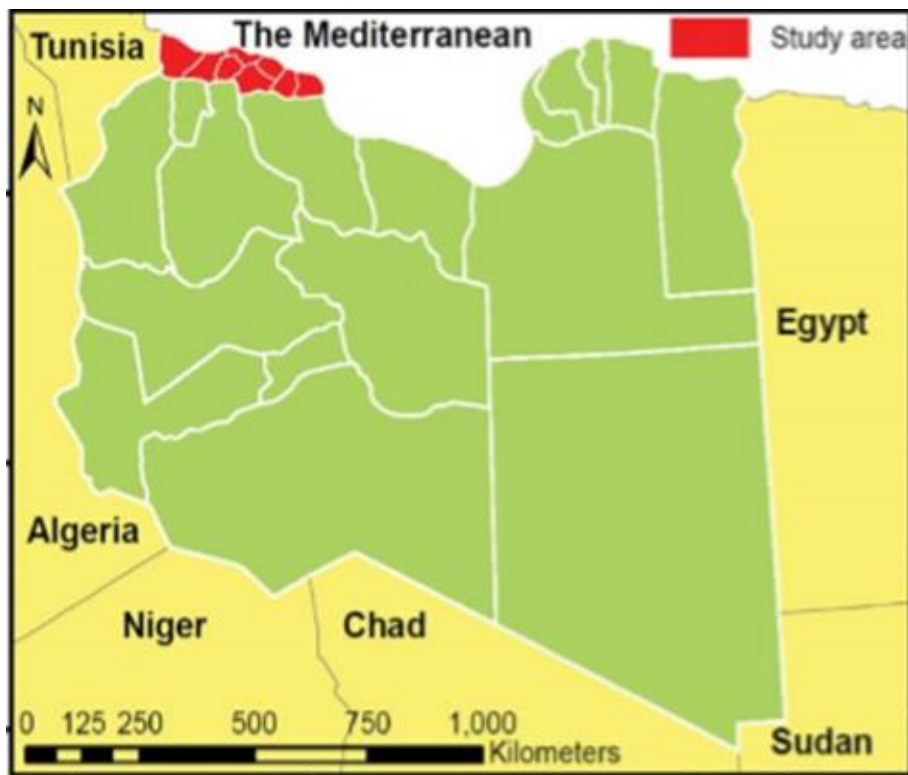 Tunisia
The Mediterranean
Study area
N
Egypt
Algeria
Niger
Chad
0 125 250 500 750 1,000
Kilometers
Sudan